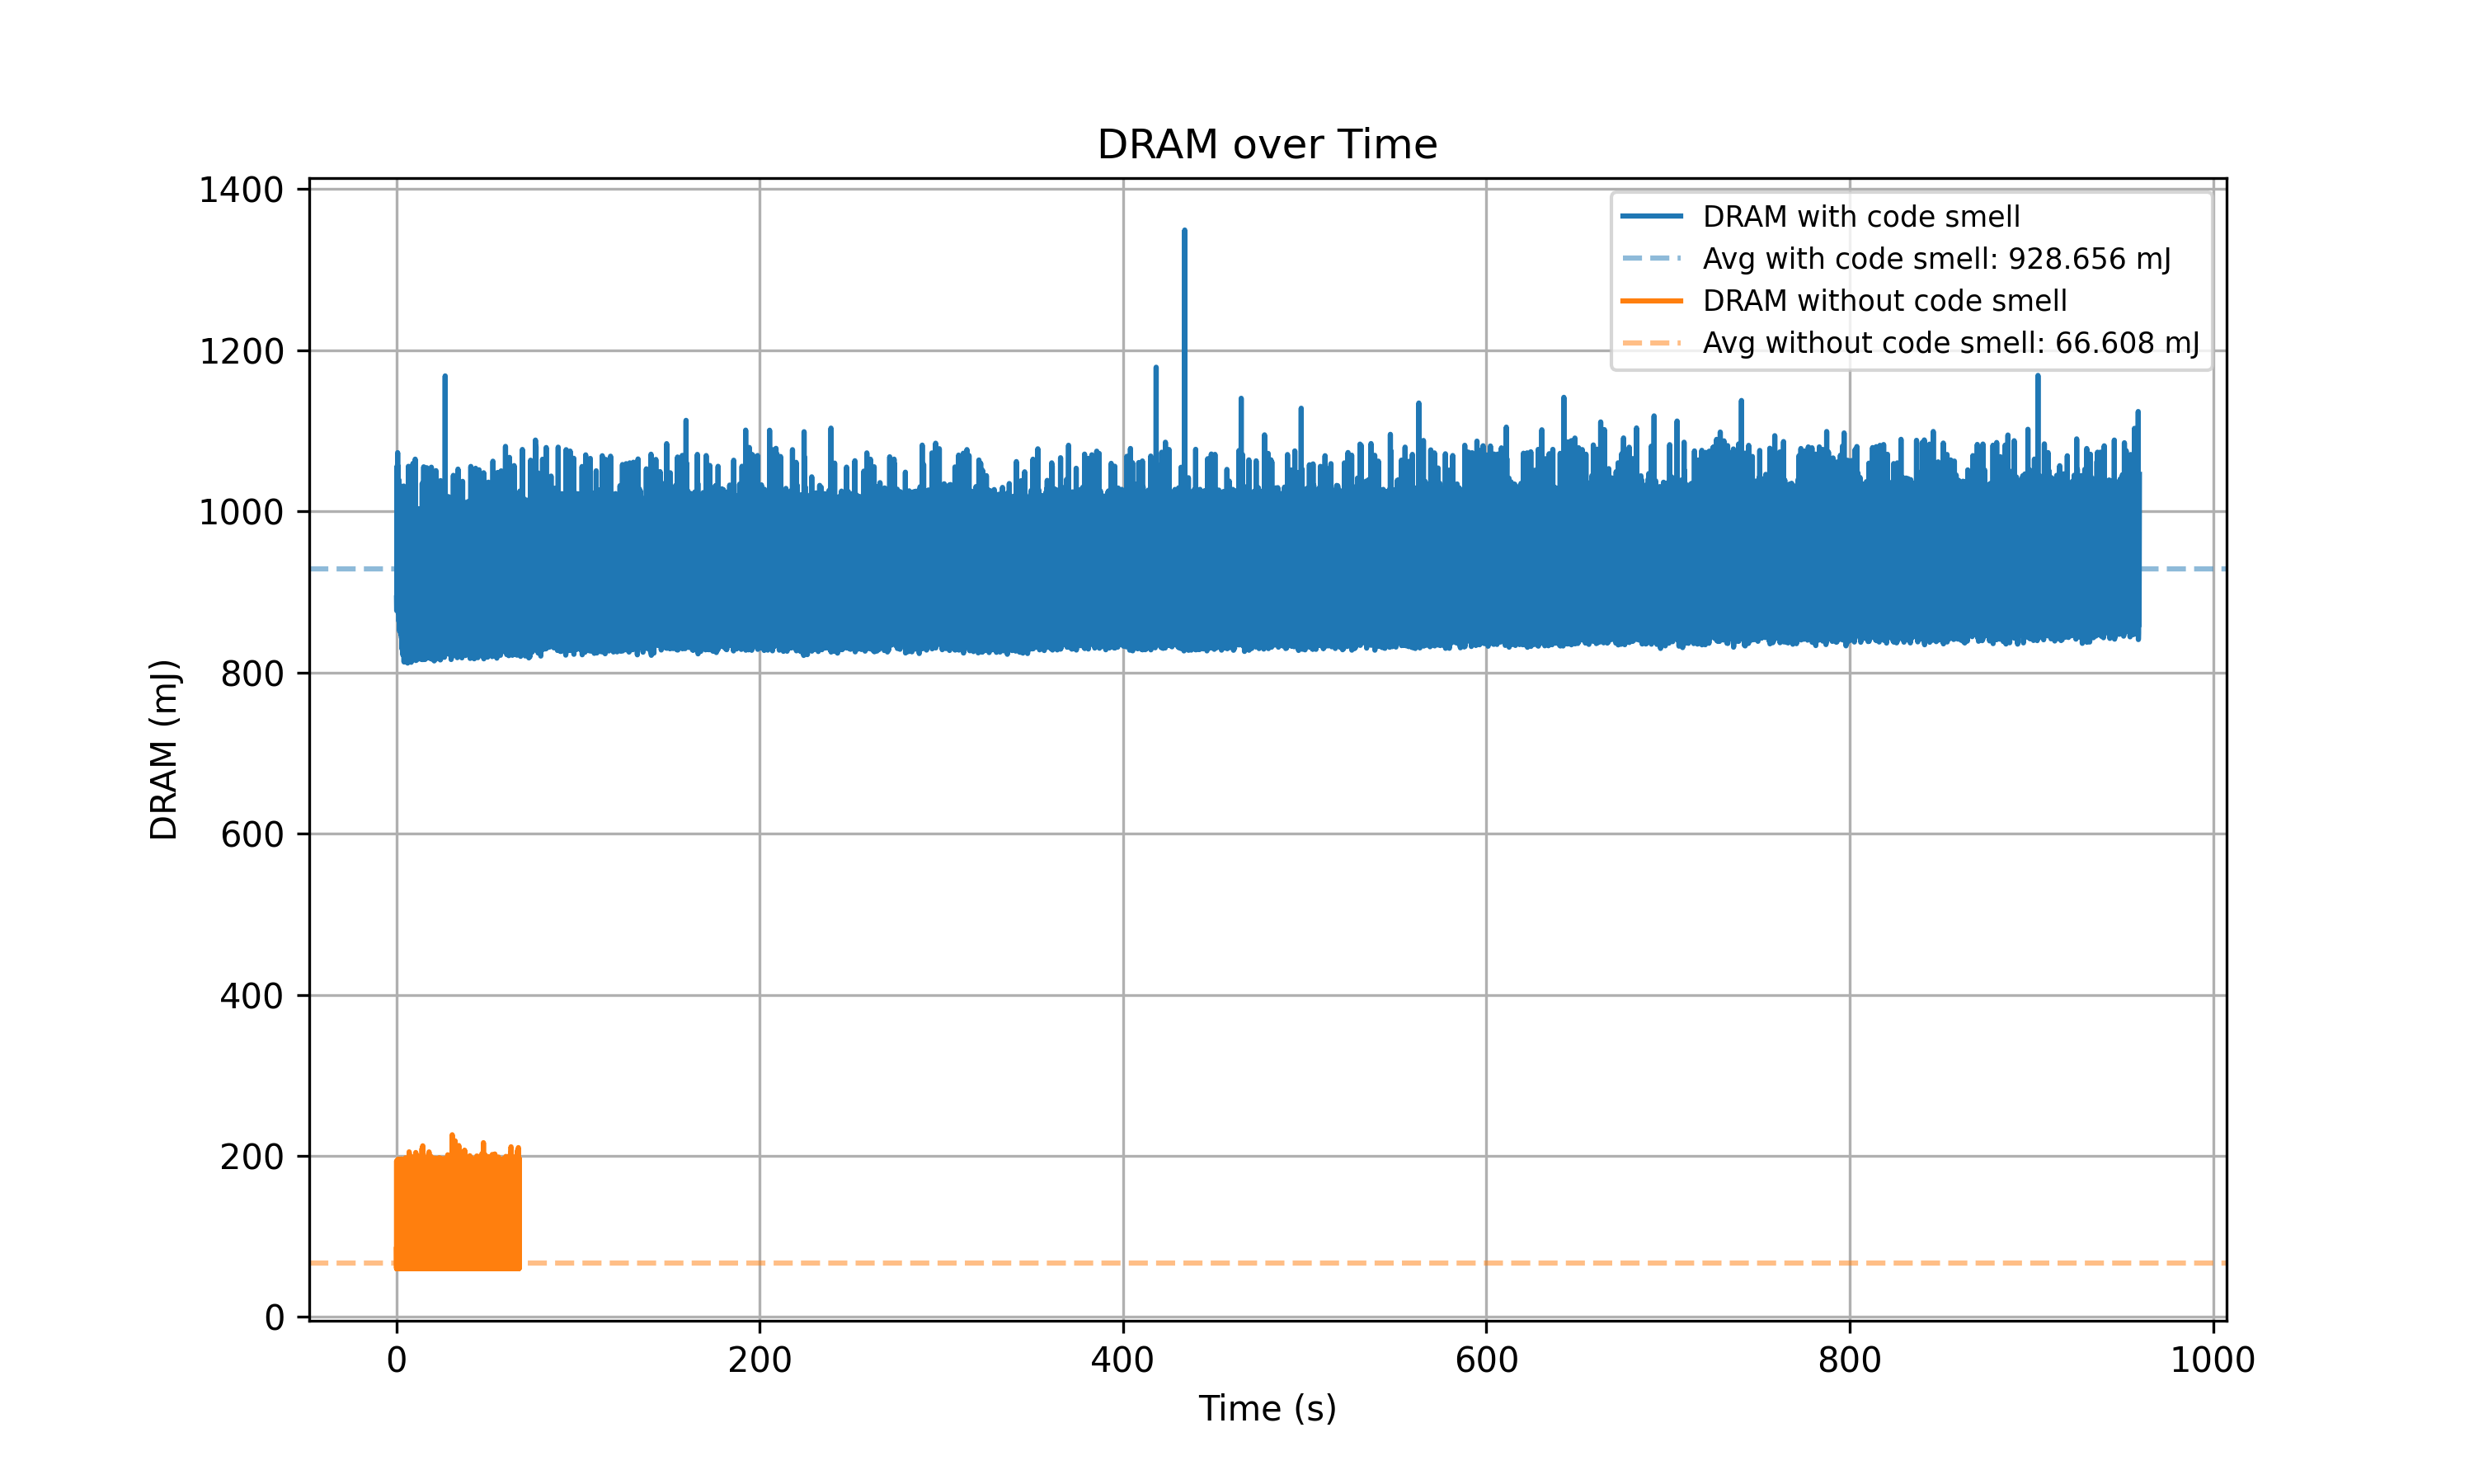 DRAM over Time
1400
1200
1000
800
600
400
200
0
DRAM (mJ)
DRAM with code smell
Avg with code smell: 928.656 mJ
DRAM without code smell
Avg without code smell: 66.608 mJ
0 200 400 600 800 1000
Time (s)